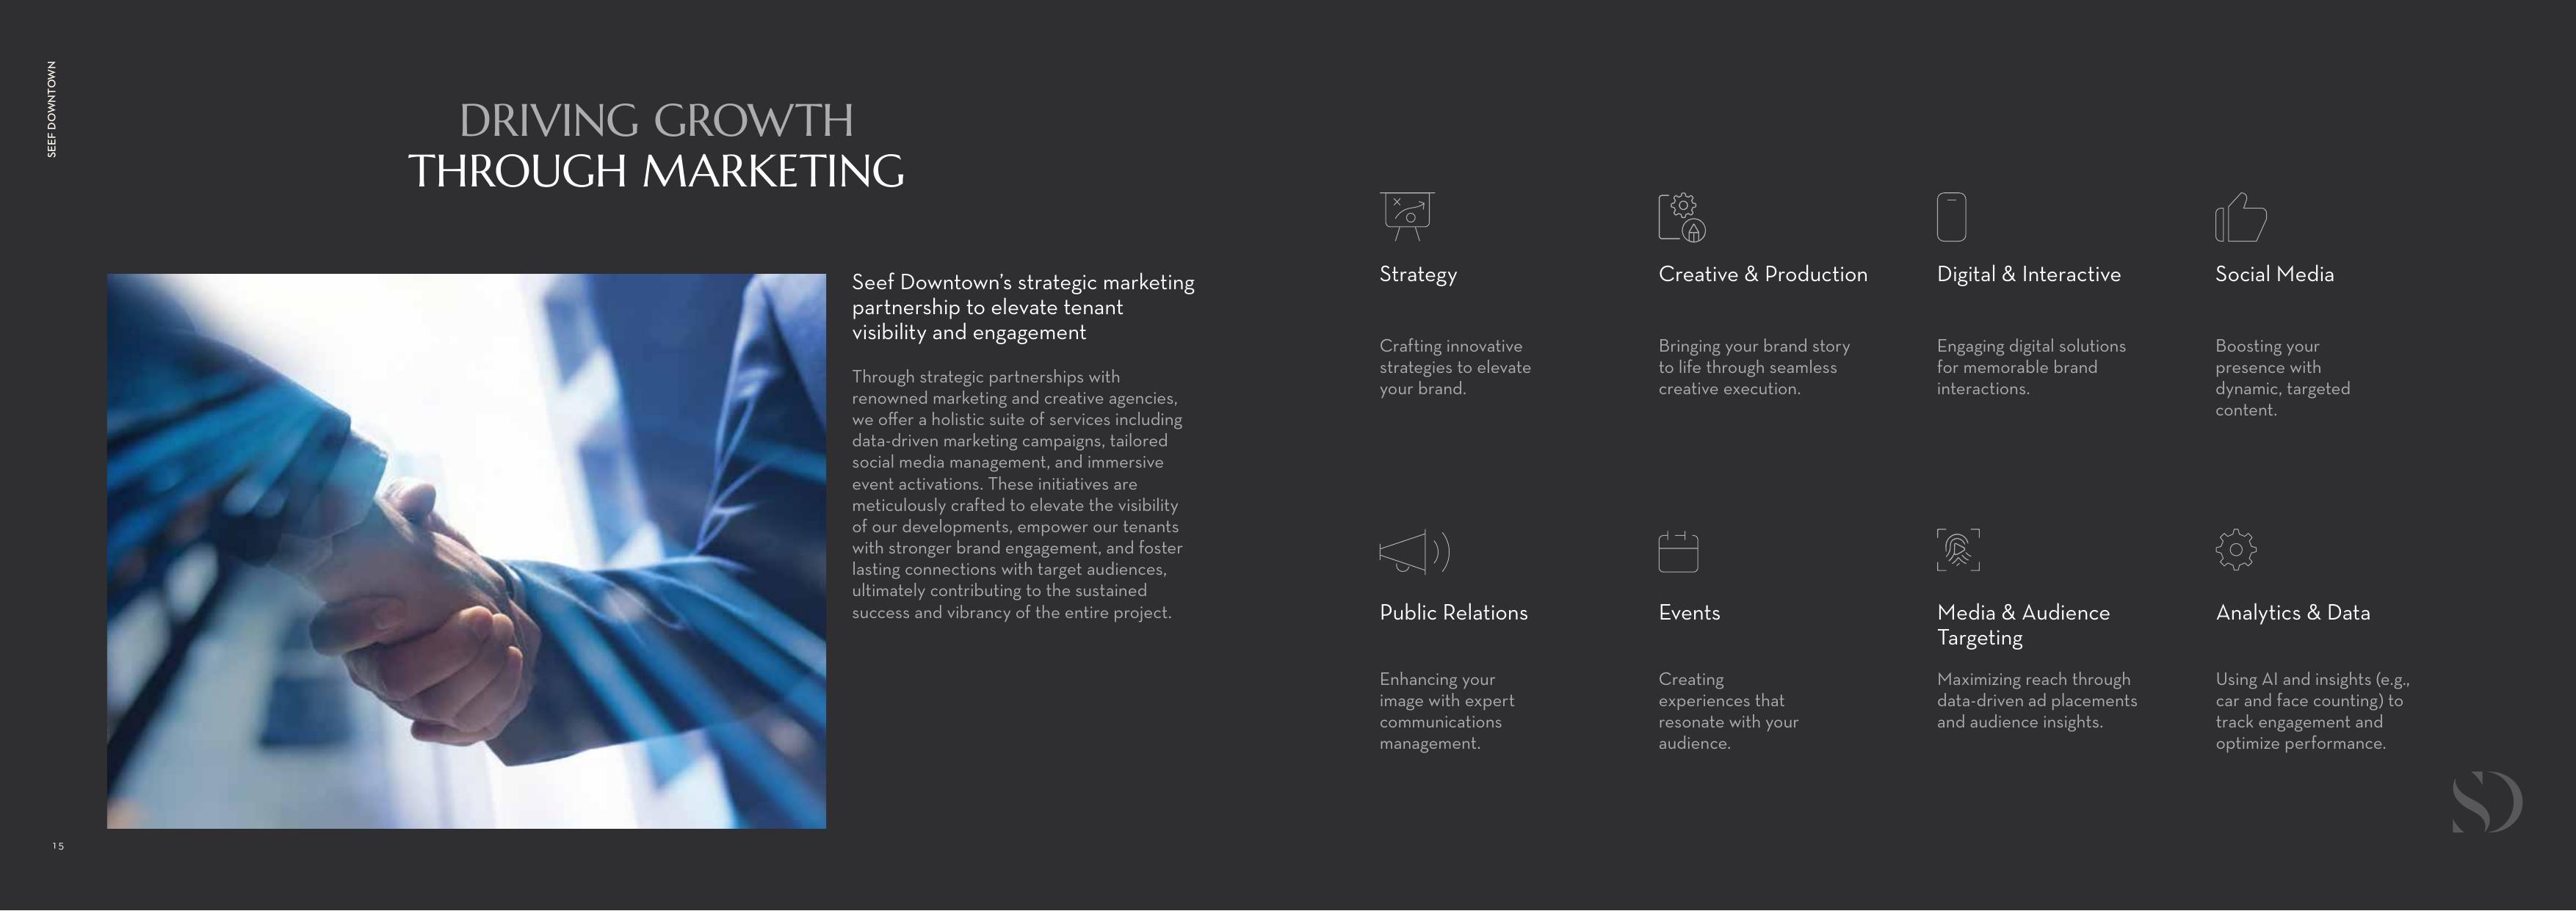 SEEF DOWNTOWN
DRIVING GROWTH
THROUGH MARKETING
Seef Downtown’s strategic marketing
partnership to elevate tenant
visibility and engagement
Through strategic partnerships with
renowned marketing and creative agencies,
we offer a holistic suite of services including
data-driven marketing campaigns, tailored
social media management, and immersive
event activations. These initiatives are
meticulously crafted to elevate the visibility
of our developments, empower our tenants
with stronger brand engagement, and foster
lasting connections with target audiences,
ultimately contributing to the sustained
success and vibrancy of the entire project.
Strategy
Crafting innovative
strategies to elevate
your brand.
Creative & Production
Bringing your brand story
to life through seamless
creative execution.
Digital & Interactive
Engaging digital solutions
for memorable brand
interactions.
Social Media
Boosting your
presence with
dynamic, targeted
content.
Public Relations
Enhancing your
image with expert
communications
management.
Events
Creating
experiences that
resonate with your
audience.
Media & Audience
Targeting
Maximizing reach through
data-driven ad placements
and audience insights.
Analytics & Data
Using AI and insights (e.g.,
car and face counting) to
track engagement and
optimize performance.
SD
15